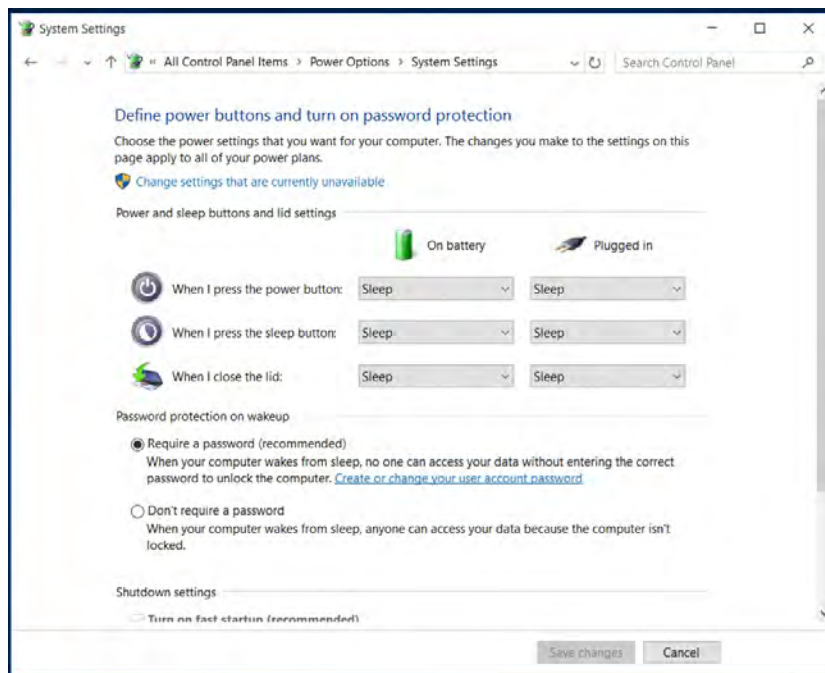 System Settings
« All Control Panel Items > Power Options > System Settings
Search Control Panel
Define power buttons and turn on password protection
Choose the power settings that you want for your computer. The changes you make to the settings on this
page apply to all of your power plans.
Change settings that are currently unavailable
Power and sleep buttons and lid settings
On battery Plugged in
When I press the power button: Sleep Sleep
When I press the sleep button: Sleep Sleep
When I close the lid: Sleep Sleep
Password protection on wakeup
Require a password (recommended)
When your computer wakes from sleep, no one can access your data without entering the correct
password to unlock the computer. Create or change your user account password
Don't require a password
When your computer wakes from sleep, anyone can access your data because the computer isn't
locked.
Shutdown settings
Turn on fast startup (recommended)
Save changes Cancel